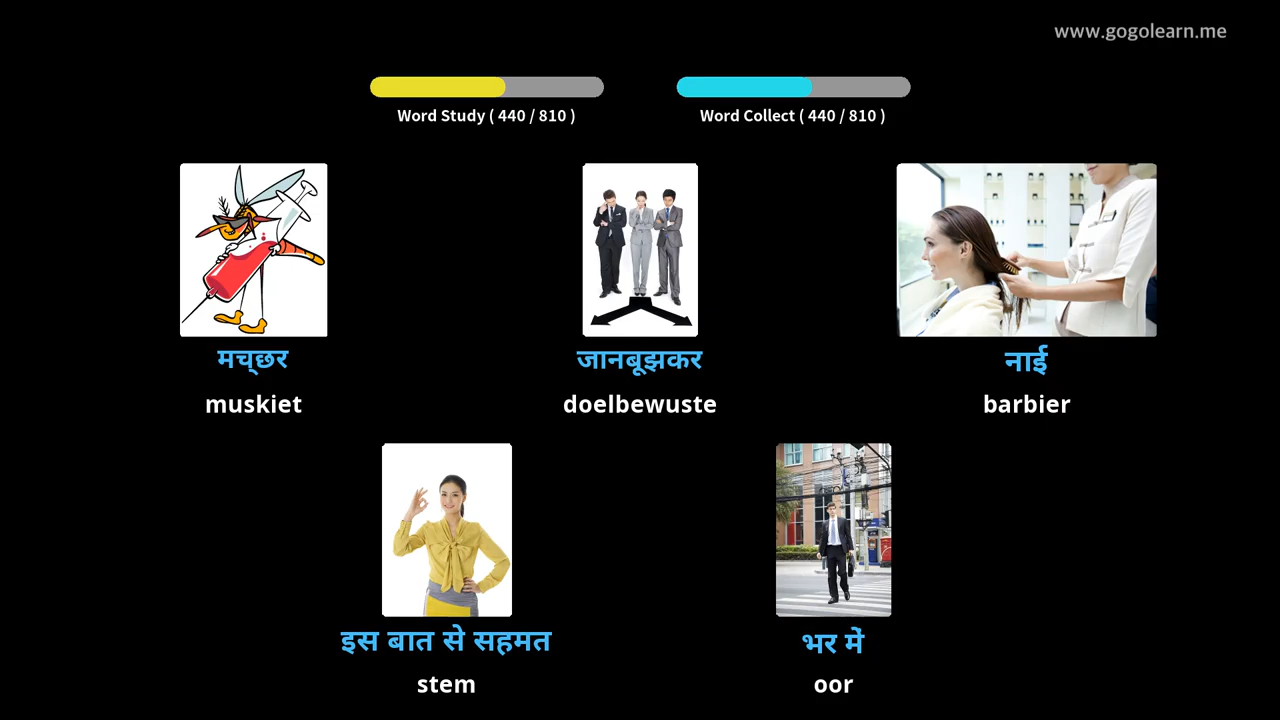 www.gogolearn.me
Word Study ( 440 / 810 )
Word Collect ( 440 / 810 )
मच्छर
muskiet
जानबूझकर
doelbewuste
नाई
barbier
इस बात से सहमत
stem
भर में
oor